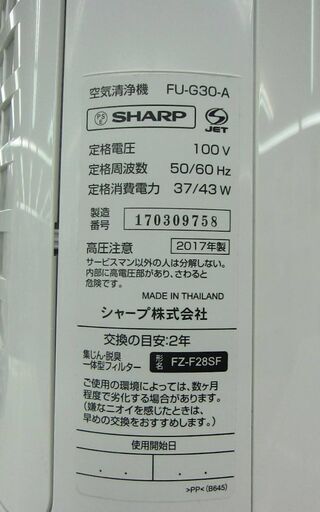 空気清浄機 FU-G30-A
PS E SHARP S JET
定格電圧 100 V
定格周波数 50/60 Hz
定格消費電力 37/43 W
製造番号 170309758
高圧注意 2017年製
サービスマン以外の人は分解しない。
内部に高電圧部があり、さわると
危険です。
MADE IN THAILAND
シャープ株式会社
交換の目安:2年
集じん・脱臭
一体型フィルター 形名 FZ-F28SF
ご使用の環境によっては、数ヶ月
程度で劣化する場合があります。
(嫌なニオイを感じたときは、
早めの交換をおすすめします。)
使用開始日
. . . .
>PP< (B645)